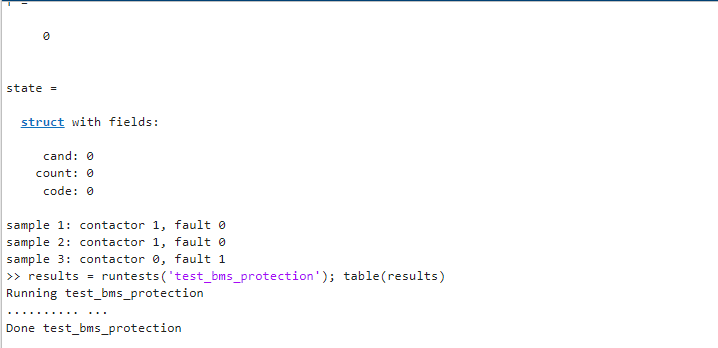 0
state =
struct with fields:
cand: 0
count: 0
code: 0
sample 1: contactor 1, fault 0
sample 2: contactor 1, fault 0
sample 3: contactor 0, fault 1
>> results = runtests('test_bms_protection'); table(results)
Running test_bms_protection
.......... ...
Done test_bms_protection